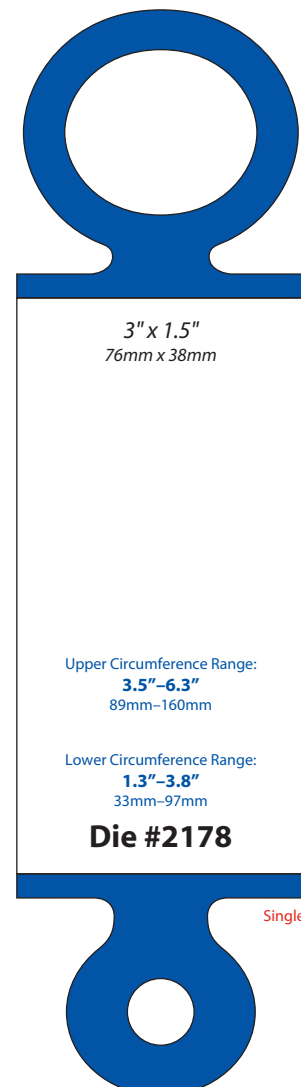 3" x 1.5"
76mm x 38mm
Upper Circumference Range:
3.5"–6.3"
89mm–160mm
Lower Circumference Range:
1.3"–3.8"
33mm–97mm
Die #2178
Single